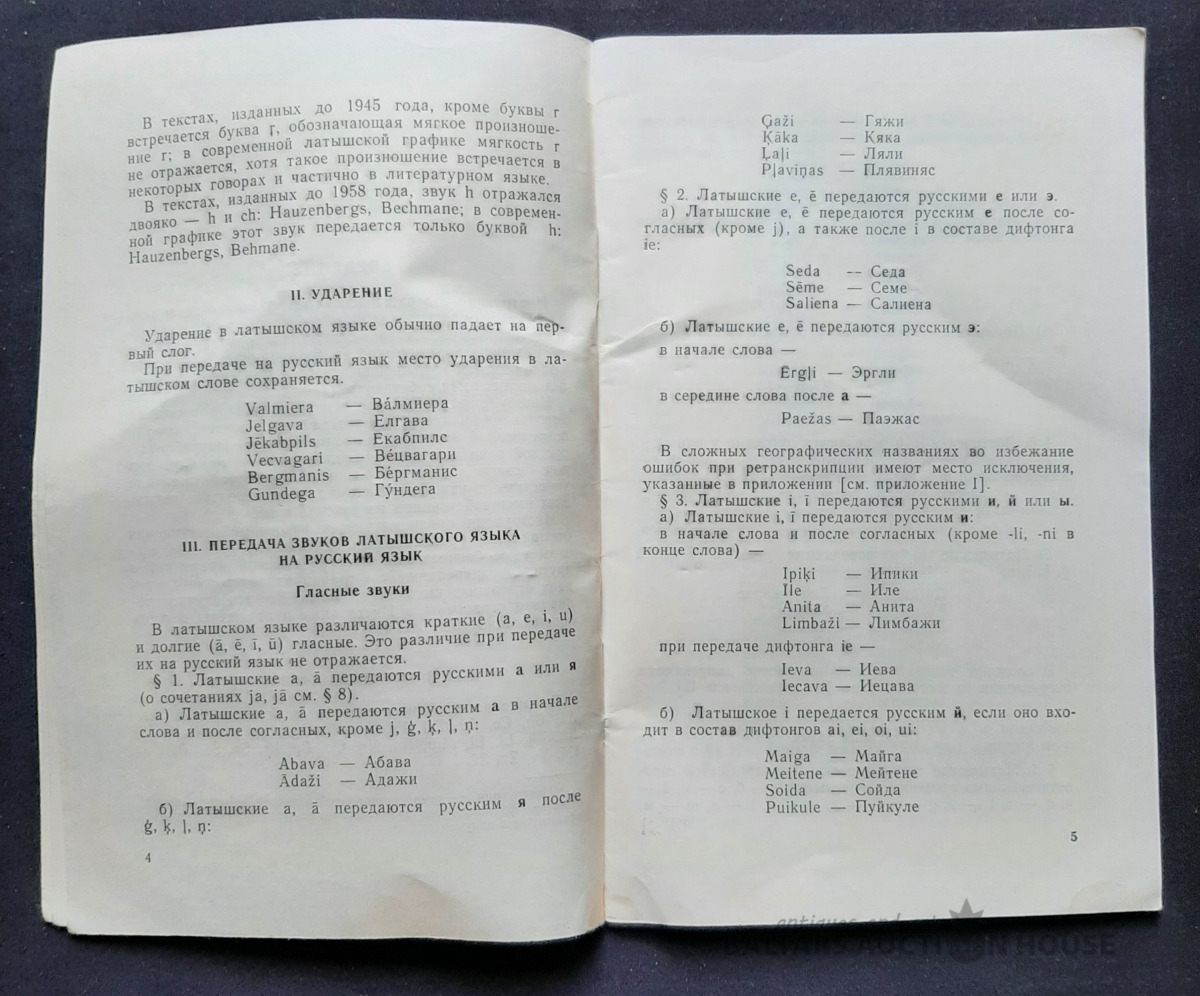 В текстах, изданных до 1945 года, кроме буквы r
встречается буква ŗ, обозначающая мягкое произноше-
ние r; в современной латышской графике мягкость r
не отражается, хотя такое произношение встречается в
некоторых говорах и частично в литературном языке.
В текстах, изданных до 1958 года, звук h отражался
двояко — h и ch: Hauzenbergs, Bechmane; в современ-
ной графике этот звук передается только буквой h:
Hauzenbergs, Behmane.
II. УДАРЕНИЕ
Ударение в латышском языке обычно падает на пер-
вый слог.
При передаче на русский язык место ударения в ла-
тышском слове сохраняется.
Valmiera — Ва́лмиера
Jelgava — Елгава
Jēkabpils — Екабпилс
Vecvagari — Ве́цвагари
Bergmanis — Бе́ргманис
Gundega — Гу́ндега
III. ПЕРЕДАЧА ЗВУКОВ ЛАТЫШСКОГО ЯЗЫКА
НА РУССКИЙ ЯЗЫК
Гласные звуки
В латышском языке различаются краткие (a, e, i, u)
и долгие (ā, ē, ī, ū) гласные. Это различие при передаче
их на русский язык не отражается.
§ 1. Латышские a, ā передаются русскими а или я
(о сочетаниях ja, jā см. § 8).
а) Латышские a, ā передаются русским а в начале
слова и после согласных, кроме j, ģ, ķ, ļ, ņ:
Abava — Абава
Ādaži — Адажи
б) Латышские a, ā передаются русским я после
ģ, ķ, ļ, ņ:
4
Ģaži — Гяжи
Ķāka — Кяка
Ļaļi — Ляли
Pļaviņas — Плявиняс
§ 2. Латышские e, ē передаются русскими е или э.
а) Латышские e, ē передаются русским е после со-
гласных (кроме j), а также после i в составе дифтонга
ie:
Seda — Седа
Sēme — Семе
Saliena — Салиена
б) Латышские e, ē передаются русским э:
в начале слова —
Ērgļi — Эргли
в середине слова после а —
Paežas — Паэжас
В сложных географических названиях во избежание
ошибок при ретранскрипции имеют место исключения,
указанные в приложении [см. приложение I].
§ 3. Латышские i, ī передаются русскими и, й или ы.
а) Латышские i, ī передаются русским и:
в начале слова и после согласных (кроме -li, -ni в
конце слова) —
Ipiķi — Ипики
Īle — Иле
Anita — Анита
Limbaži — Лимбажи
при передаче дифтонга ie —
Ieva — Иева
Iecava — Иецава
б) Латышское i передается русским й, если оно вхо-
дит в состав дифтонгов ai, ei, oi, ui:
Maiga — Майга
Meitene — Мейтене
Soida — Сойда
Puikule — Пуйкуле
5
antiques and
BALTARS AUCTION HOUSE